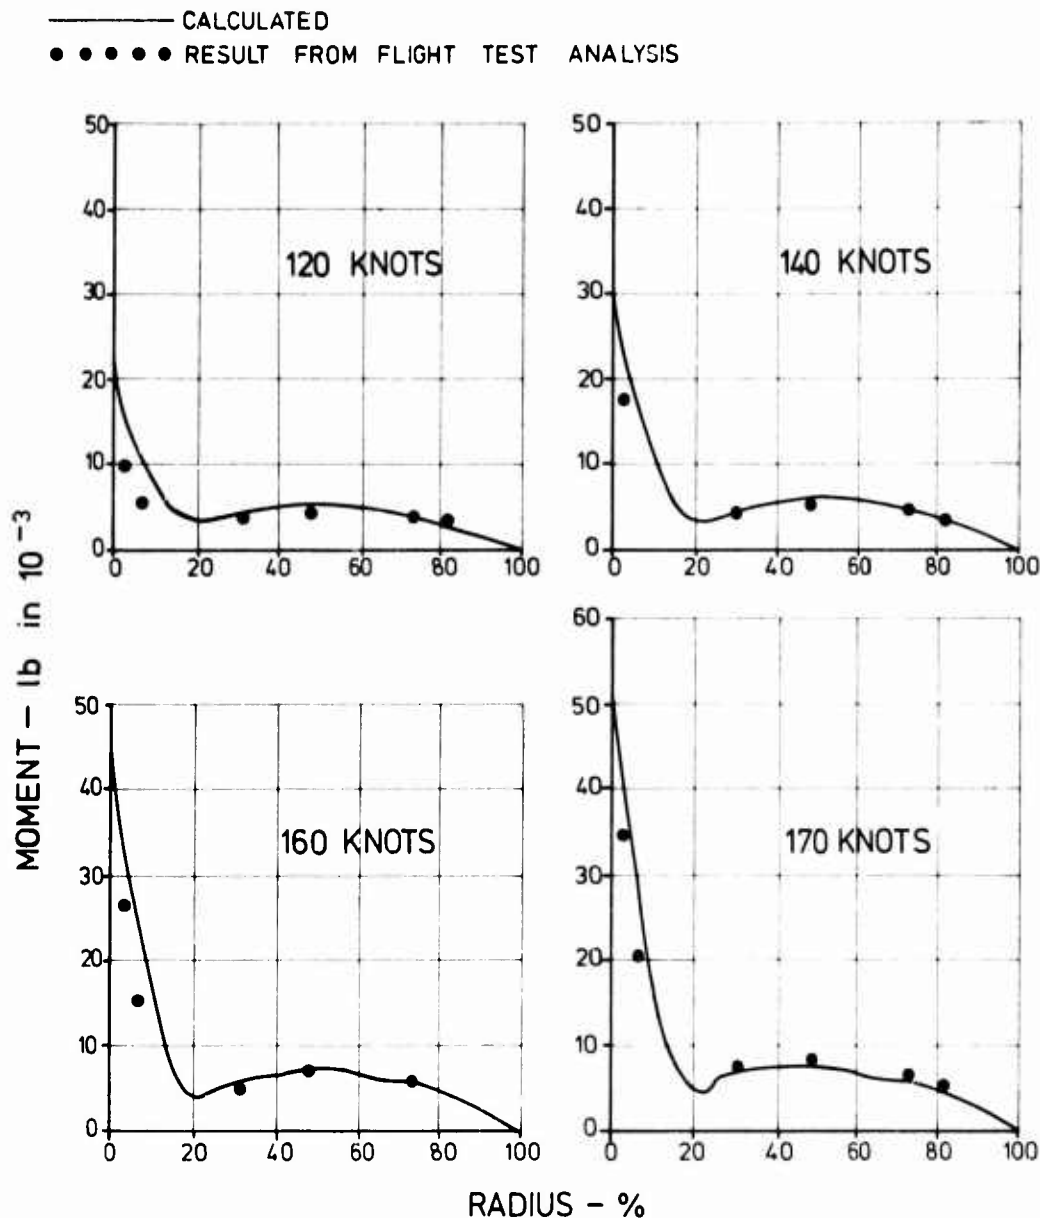 CALCULATED
RESULT FROM FLIGHT TEST ANALYSIS
MOMENT – lb in 10⁻³
50
40
30
20
10
0
120 KNOTS
0 20 40 60 80 100
50
40
30
20
10
0
140 KNOTS
0 20 40 60 80 100
50
40
30
20
10
0
160 KNOTS
0 20 40 60 80 100
60
50
40
30
20
10
0
170 KNOTS
0 20 40 60 80 100
RADIUS – %